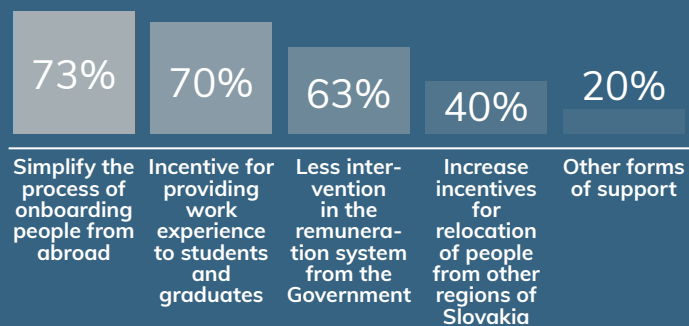 73%
70%
63%
40%
20%
Simplify the
process of
onboarding
people from
abroad
Incentive for
providing
work
experience
to students
and
graduates
Less inter-
vention
in the
remunera-
tion system
from the
Government
Increase
incentives
for
relocation
of people
from other
regions of
Slovakia
Other forms
of support